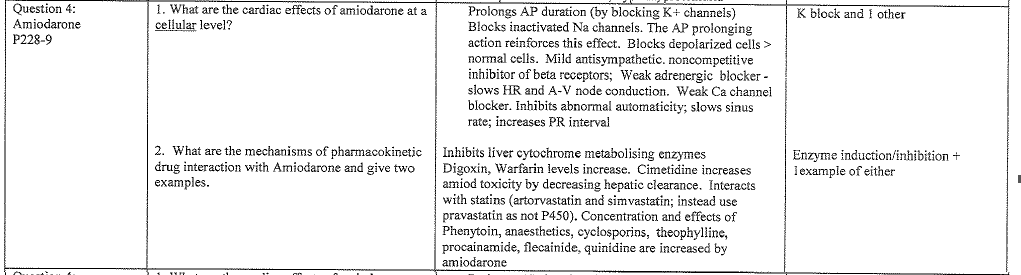 Question 4:
Amiodarone
P228-9
1. What are the cardiac effects of amiodarone at a
cellular level?
Prolongs AP duration (by blocking K+ channels)
Blocks inactivated Na channels. The AP prolonging
action reinforces this effect. Blocks depolarized cells >
normal cells. Mild antisympathetic. noncompetitive
inhibitor of beta receptors; Weak adrenergic blocker -
slows HR and A-V node conduction. Weak Ca channel
blocker. Inhibits abnormal automaticity; slows sinus
rate; increases PR interval
K block and 1 other
2. What are the mechanisms of pharmacokinetic
drug interaction with Amiodarone and give two
examples.
Inhibits liver cytochrome metabolising enzymes
Digoxin, Warfarin levels increase. Cimetidine increases
amiod toxicity by decreasing hepatic clearance. Interacts
with statins (artorvastatin and simvastatin; instead use
pravastatin as not P450). Concentration and effects of
Phenytoin, anaesthetics, cyclosporins, theophylline,
procainamide, flecainide, quinidine are increased by
amiodarone
Enzyme induction/inhibition +
1example of either